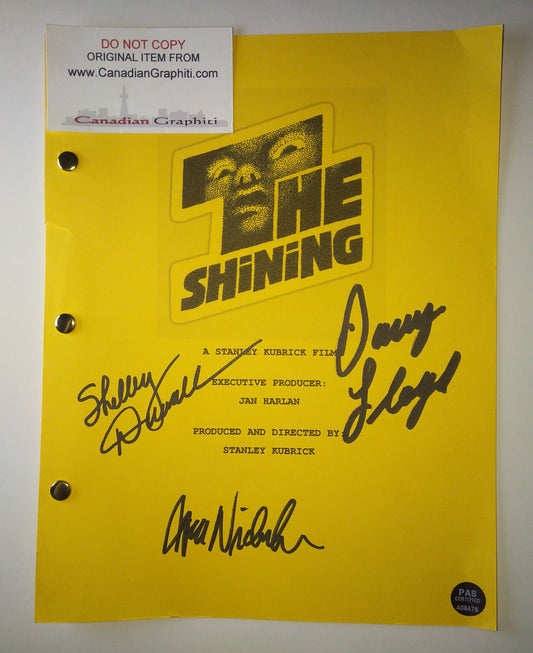 DO NOT COPY
ORIGINAL ITEM FROM
www.CanadianGraphiti.com
Canadian Graphiti
THE
SHiNiNG
A STANLEY KUBRICK FILM
EXECUTIVE PRODUCER:
JAN HARLAN
PRODUCED AND DIRECTED BY
STANLEY KUBRICK
Shelley
Duvall
Danny
Lloyd
Jack Nicholson
PAS
CERTIFIED
406476